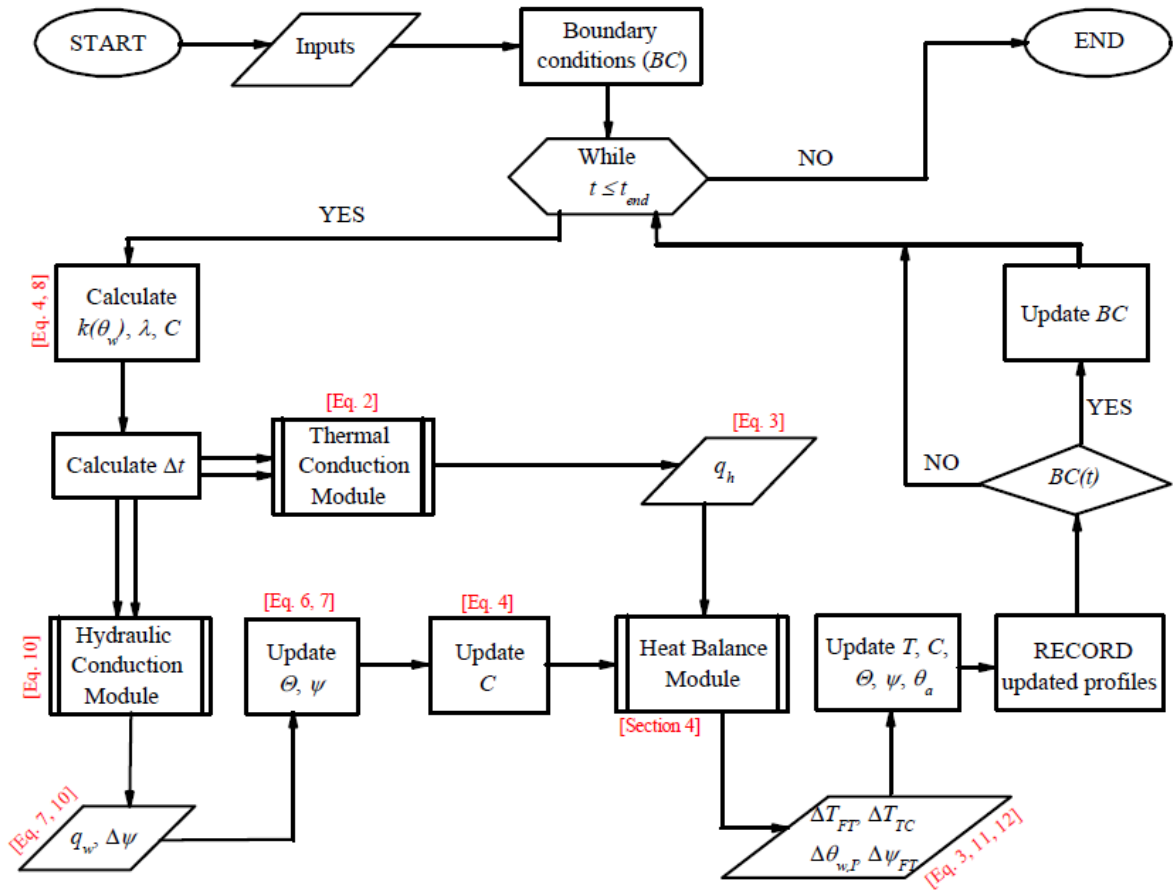 START
Inputs
Boundary
conditions (BC)
END
While
t ≤ t_end
NO
YES
[Eq. 4, 8]
Calculate
k(θ_w), λ, C
Update BC
YES
[Eq. 2]
[Eq. 3]
Calculate Δt
Thermal
Conduction
Module
q_h
NO
BC(t)
[Eq. 10]
Hydraulic
Conduction
Module
[Eq. 6, 7]
Update
Θ, ψ
[Eq. 4]
Update
C
Heat Balance
Module
[Section 4]
Update T, C,
Θ, ψ, θ_a
RECORD
updated profiles
[Eq. 7, 10]
q_w, Δψ
ΔT_FT, ΔT_TC
Δθ_w,P Δψ_FT
[Eq. 3, 11, 12]